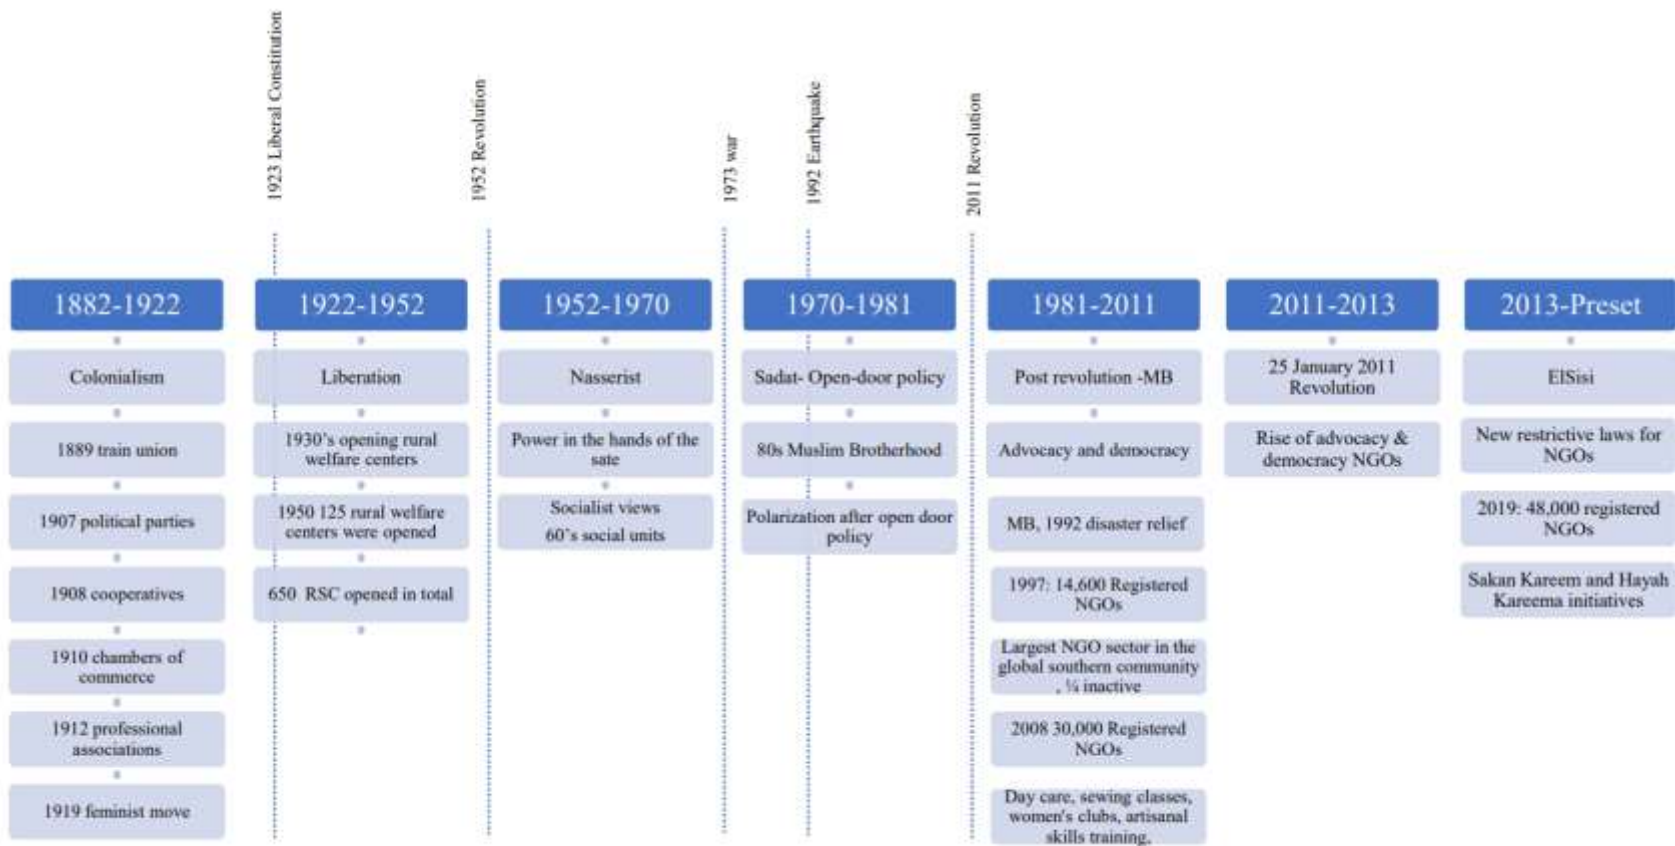 1923 Liberal Constitution
1952 Revolution
1973 war
1992 Earthquake
2011 Revolution
1882-1922
Colonialism
1889 train union
1907 political parties
1908 cooperatives
1910 chambers of
commerce
1912 professional
associations
1919 feminist move
1922-1952
Liberation
1930’s opening rural
welfare centers
1950 125 rural welfare
centers were opened
650 RSC opened in total
1952-1970
Nasserist
Power in the hands of the
sate
Socialist views
60’s social units
1970-1981
Sadat- Open-door policy
80s Muslim Brotherhood
Polarization after open door
policy
1981-2011
Post revolution -MB
Advocacy and democracy
MB, 1992 disaster relief
1997: 14,600 Registered
NGOs
Largest NGO sector in the
global southern community
, ¼ inactive
2008 30,000 Registered
NGOs
Day care, sewing classes,
women's clubs, artisanal
skills training,
2011-2013
25 January 2011
Revolution
Rise of advocacy &
democracy NGOs
2013-Preset
ElSisi
New restrictive laws for
NGOs
2019: 48,000 registered
NGOs
Sakan Kareem and Hayah
Kareema initiatives